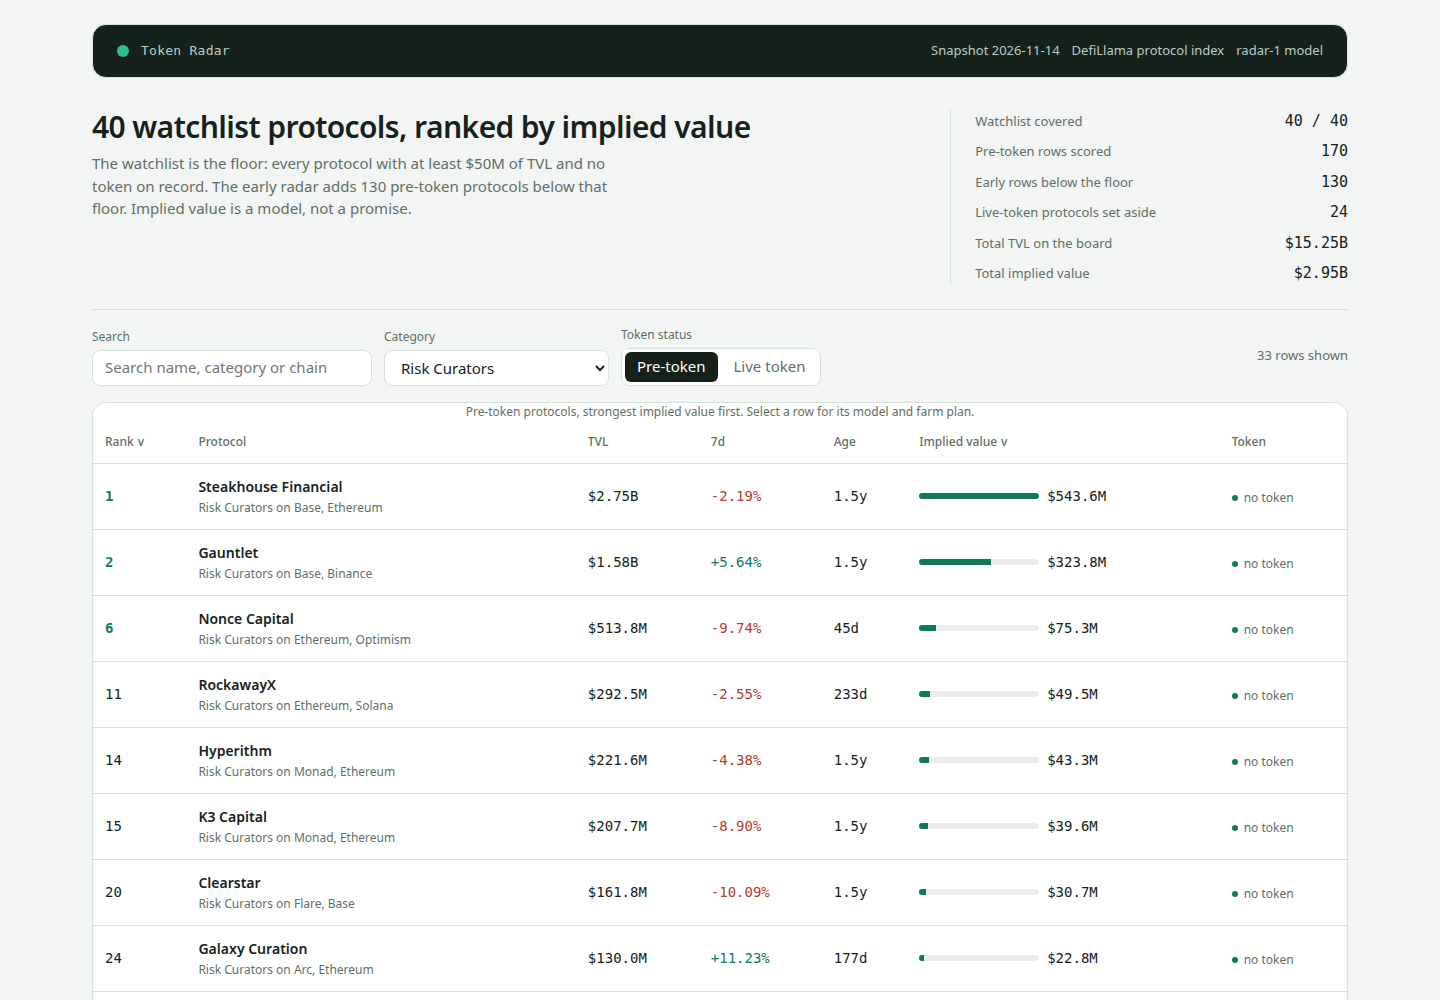 Token Radar
Snapshot 2026-11-14 DefiLlama protocol index radar-1 model
40 watchlist protocols, ranked by implied value
The watchlist is the floor: every protocol with at least $50M of TVL and no
token on record. The early radar adds 130 pre-token protocols below that
floor. Implied value is a model, not a promise.
Watchlist covered 40 / 40
Pre-token rows scored 170
Early rows below the floor 130
Live-token protocols set aside 24
Total TVL on the board $15.25B
Total implied value $2.95B
Search
Search name, category or chain
Category
Risk Curators
Token status
Pre-token Live token
33 rows shown
Pre-token protocols, strongest implied value first. Select a row for its model and farm plan.
Rank v Protocol TVL 7d Age Implied value v Token
1 Steakhouse Financial $2.75B -2.19% 1.5y $543.6M no token
Risk Curators on Base, Ethereum
2 Gauntlet $1.58B +5.64% 1.5y $323.8M no token
Risk Curators on Base, Binance
6 Nonce Capital $513.8M -9.74% 45d $75.3M no token
Risk Curators on Ethereum, Optimism
11 RockawayX $292.5M -2.55% 233d $49.5M no token
Risk Curators on Ethereum, Solana
14 Hyperithm $221.6M -4.38% 1.5y $43.3M no token
Risk Curators on Monad, Ethereum
15 K3 Capital $207.7M -8.90% 1.5y $39.6M no token
Risk Curators on Monad, Ethereum
20 Clearstar $161.8M -10.09% 1.5y $30.7M no token
Risk Curators on Flare, Base
24 Galaxy Curation $130.0M +11.23% 177d $22.8M no token
Risk Curators on Arc, Ethereum